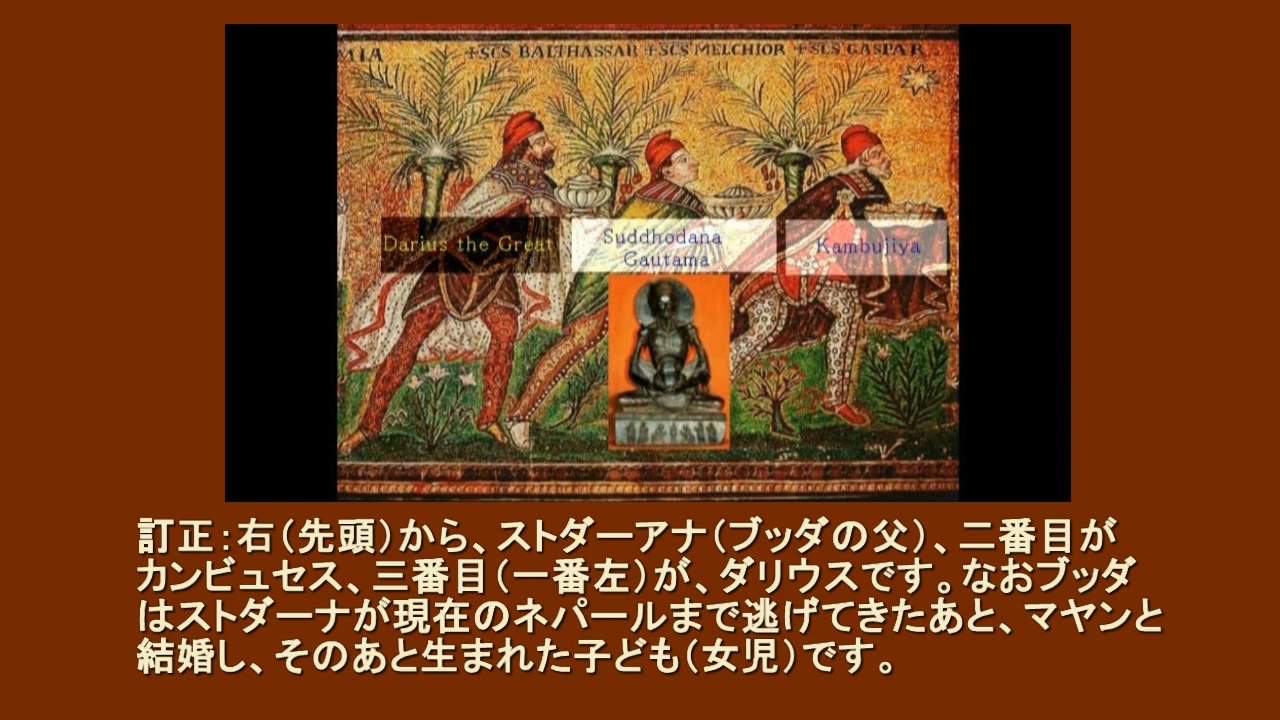 MIA +SCS BALTHASSAR +SCS MELCHIOR +SCS GASPAR
Darius the Great
Suddhodana
Gautama
Kambujiya
訂正：右（先頭）から、ストダーアナ（ブッダの父）、二番目が
カンビュセス、三番目（一番左）が、ダリウスです。なおブッダ
はストダーナが現在のネパールまで逃げてきたあと、マヤンと
結婚し、そのあと生まれた子ども（女児）です。